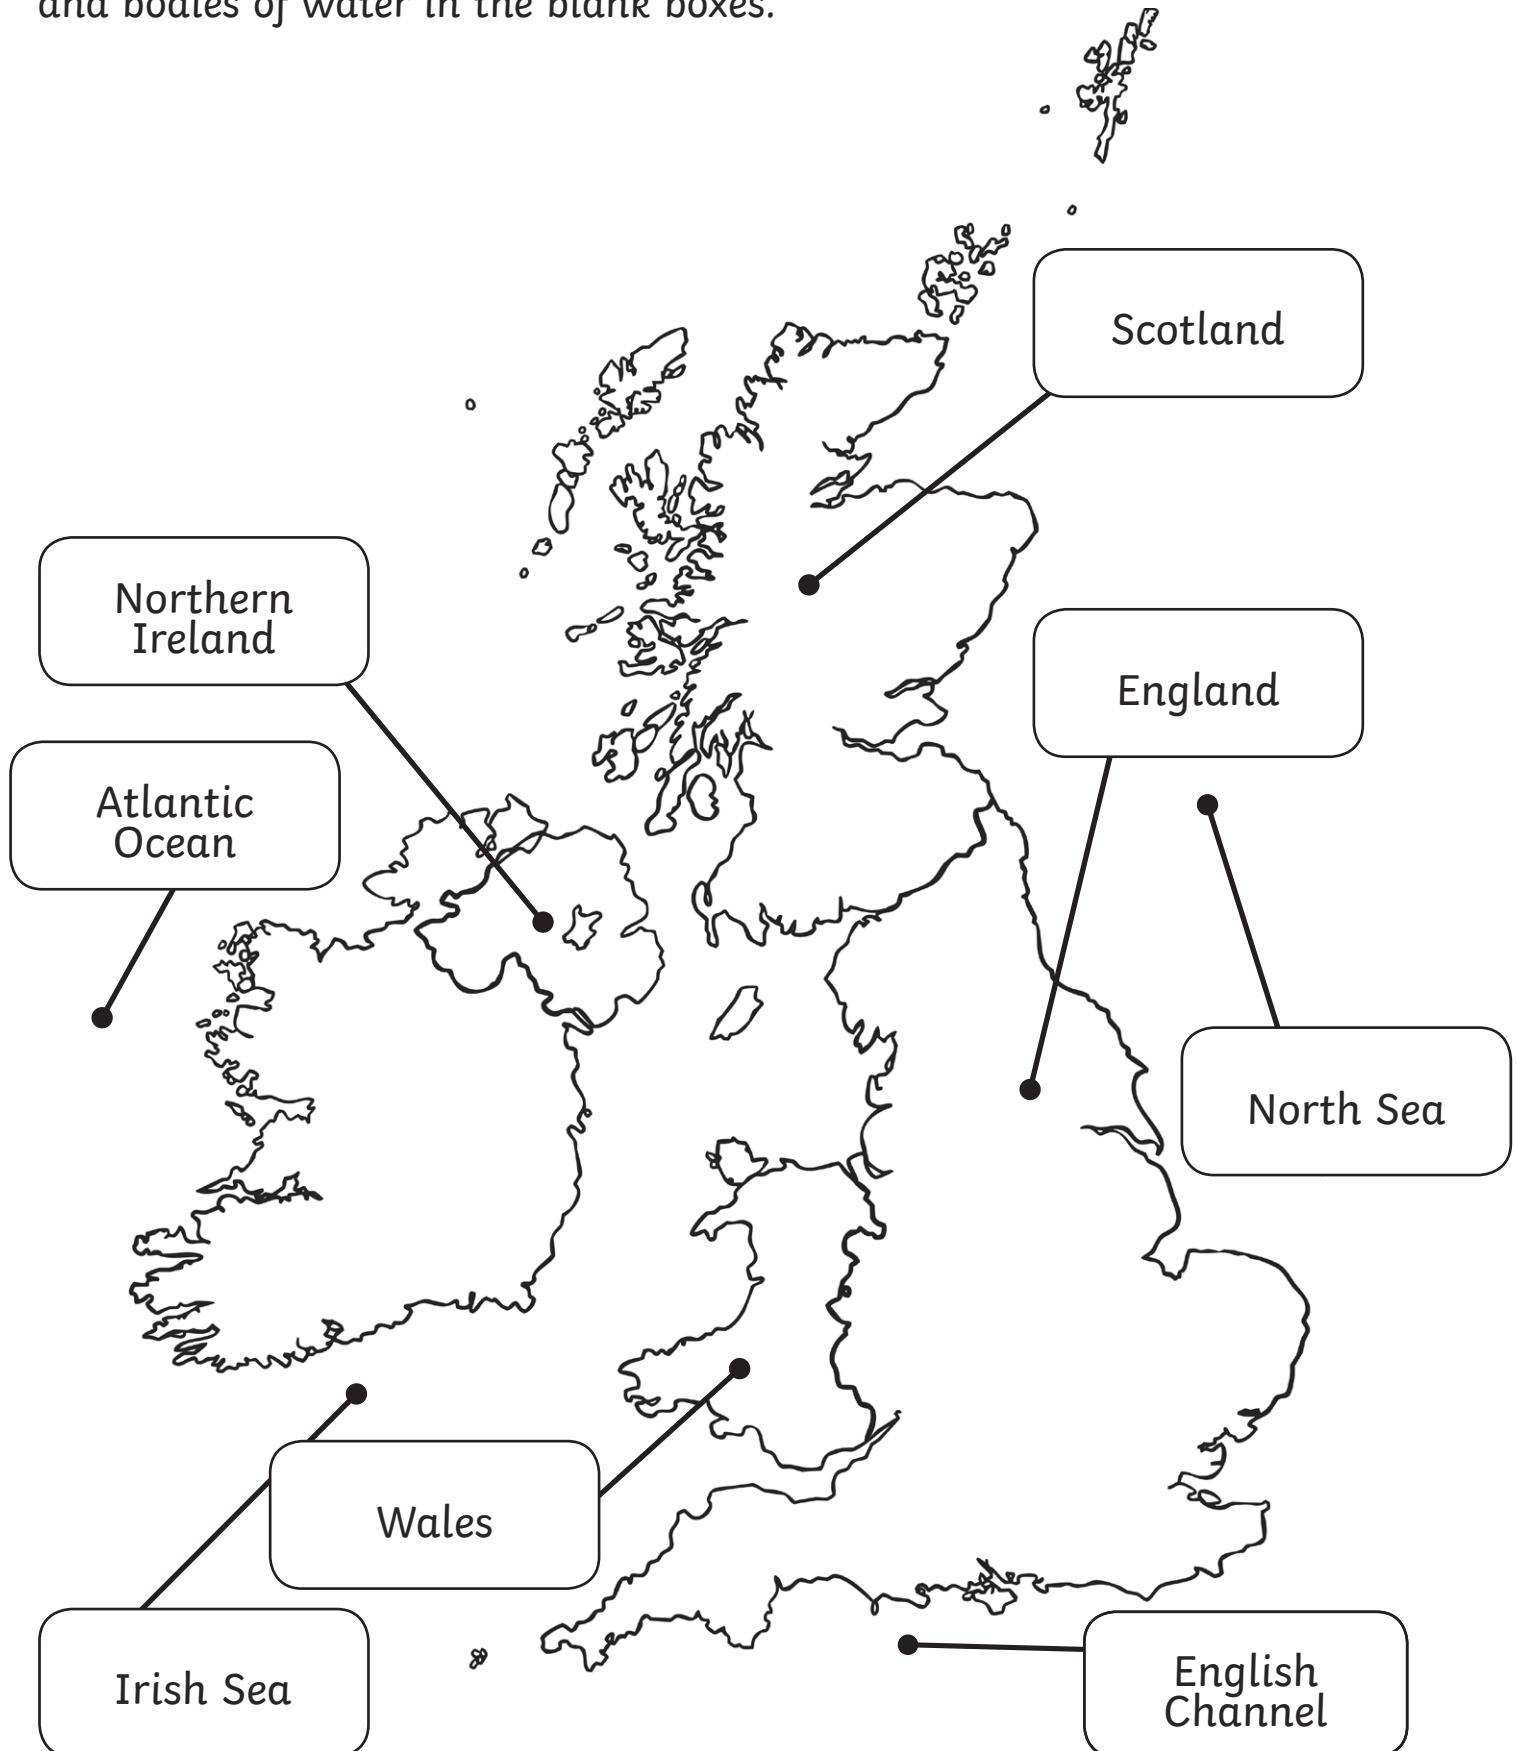 and bodies of water in the blank boxes.
Scotland
Northern
Ireland
England
Atlantic
Ocean
North Sea
Wales
Irish Sea
English
Channel